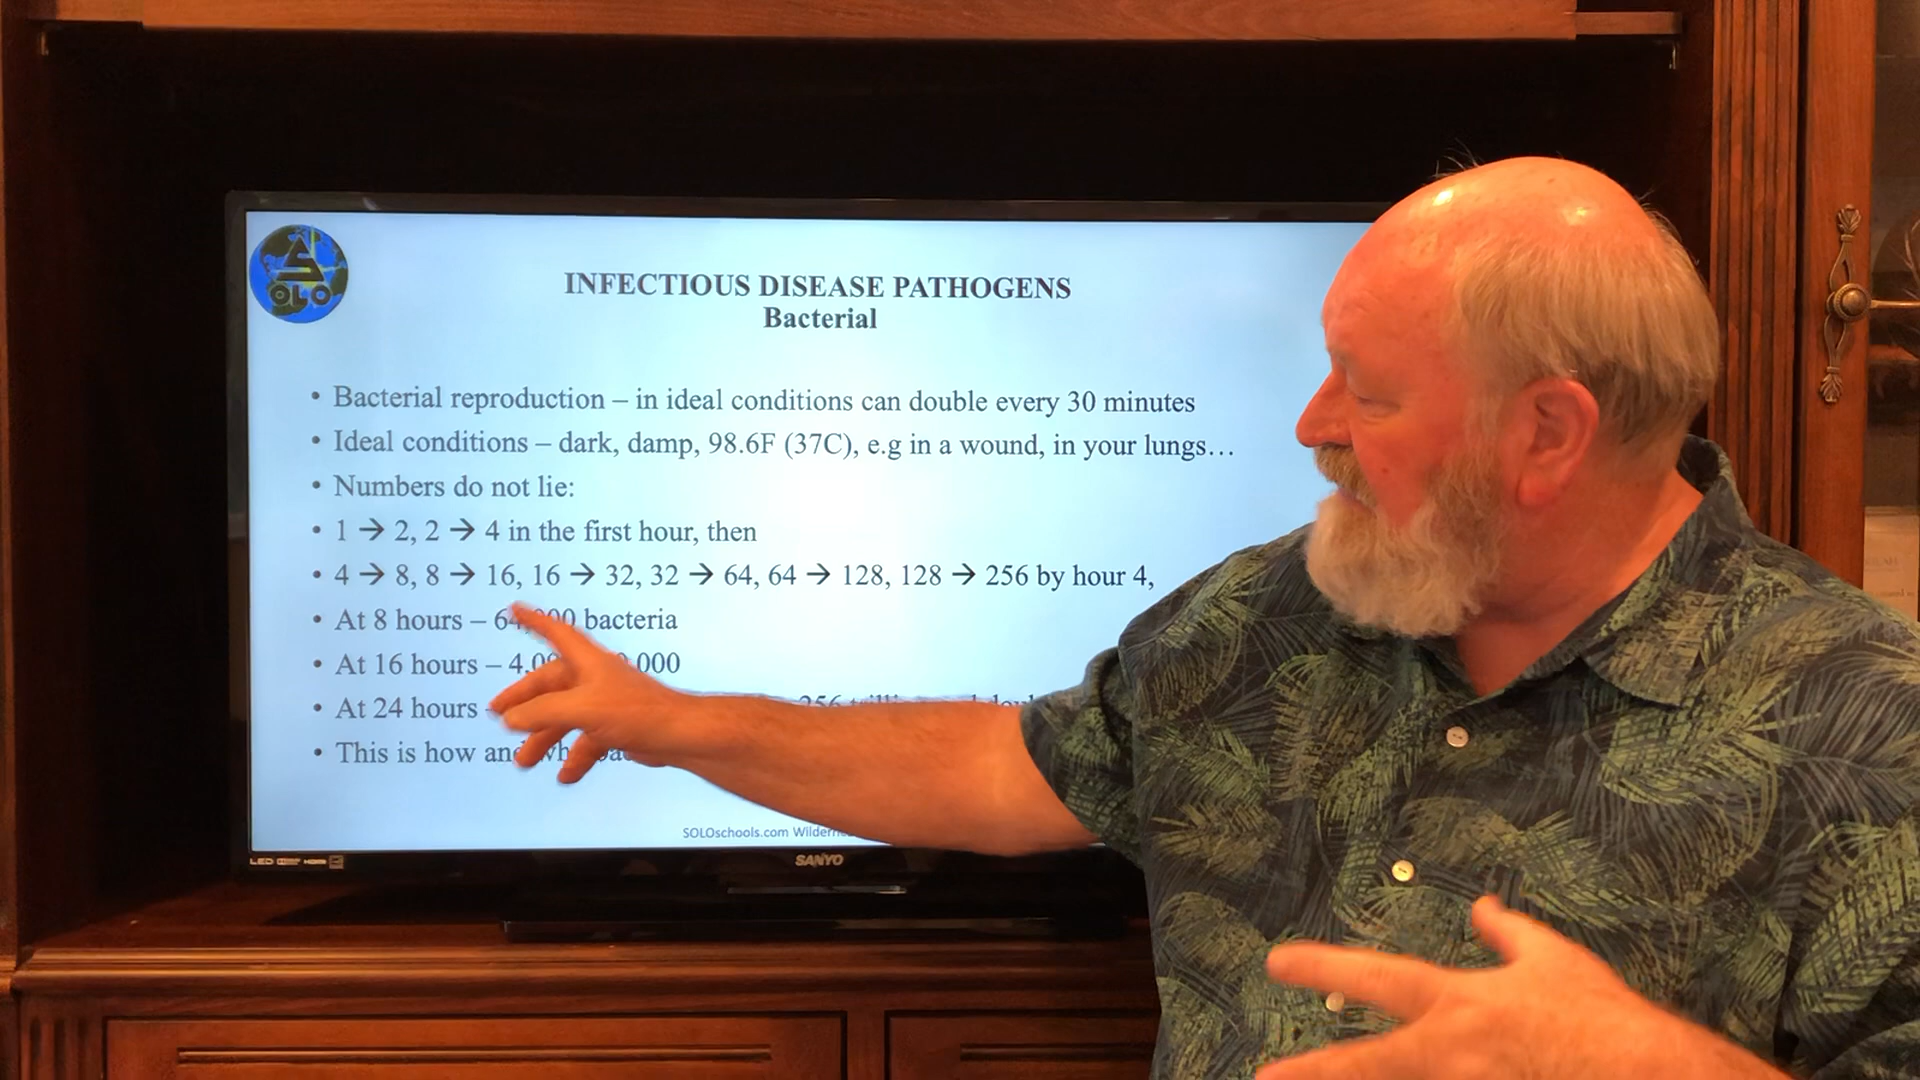 S
OLO
INFECTIOUS DISEASE PATHOGENS
Bacterial
• Bacterial reproduction – in ideal conditions can double every 30 minutes
• Ideal conditions – dark, damp, 98.6F (37C), e.g in a wound, in your lungs…
• Numbers do not lie:
• 1 → 2, 2 → 4 in the first hour, then
• 4 → 8, 8 → 16, 16 → 32, 32 → 64, 64 → 128, 128 → 256 by hour 4,
• At 8 hours – bacteria
• At 16 hours –
• At 24 hours
• This is how
SOLOschools.com
LED HDMI SANYO